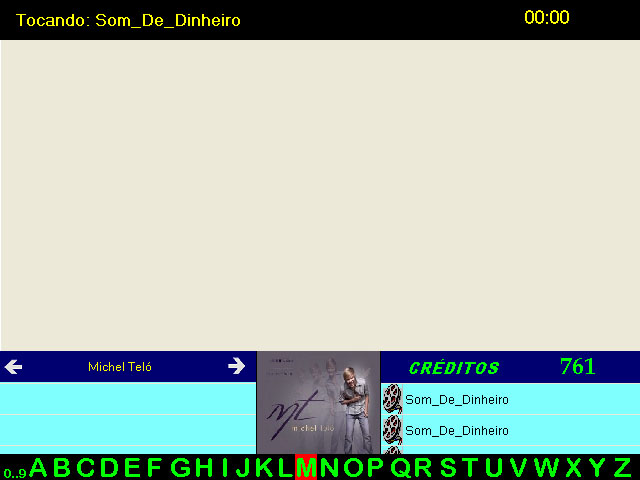 Tocando: Som_De_Dinheiro 00:00
Michel Teló
CRÉDITOS 761
mt
michel teló
Som_De_Dinheiro
Som_De_Dinheiro
0..9 A B C D E F G H I J K L M N O P Q R S T U V W X Y Z